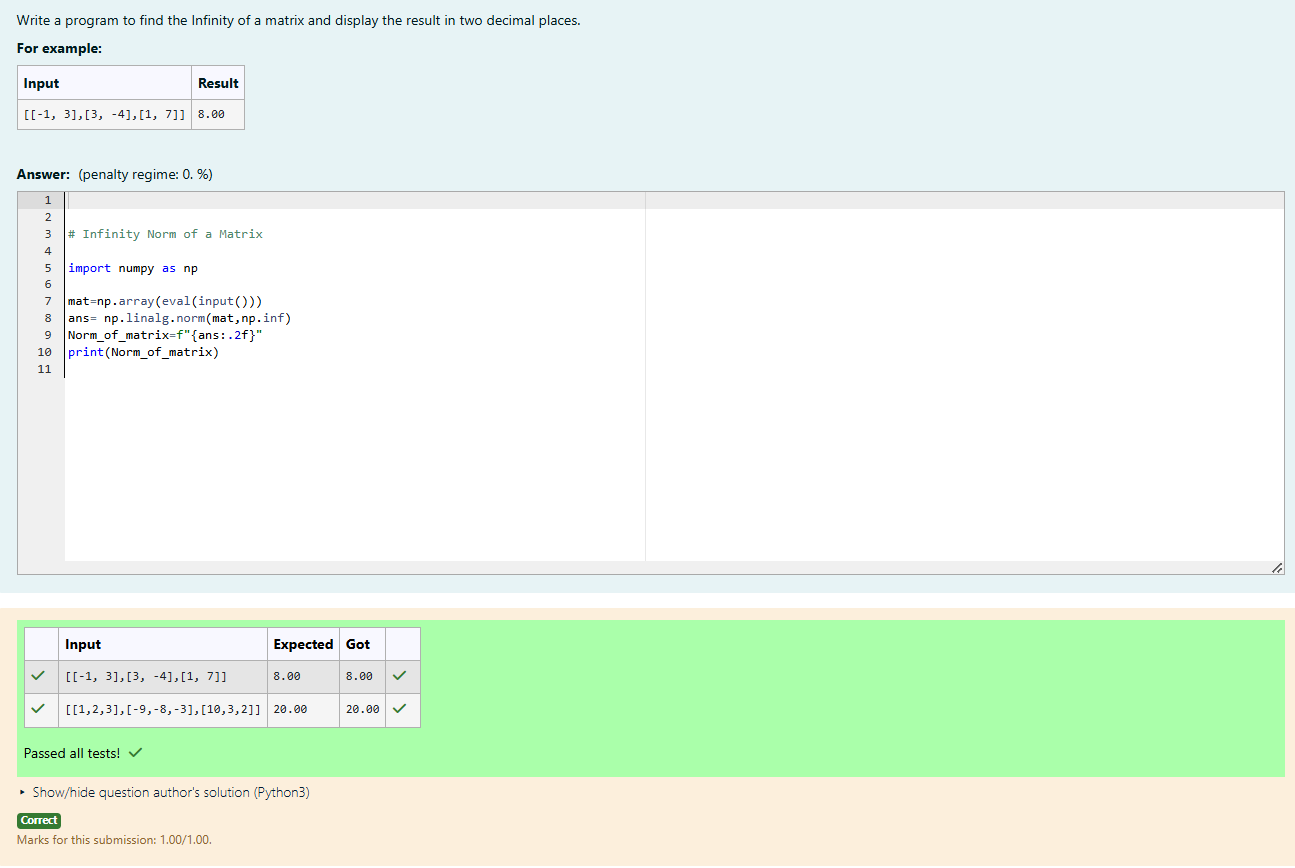 Write a program to find the Infinity of a matrix and display the result in two decimal places.
For example:
Input Result
[[-1, 3],[3, -4],[1, 7]] 8.00
Answer: (penalty regime: 0. %)
1
2
3 # Infinity Norm of a Matrix
4
5 import numpy as np
6
7 mat=np.array(eval(input()))
8 ans= np.linalg.norm(mat,np.inf)
9 Norm_of_matrix=f"{ans:.2f}"
10 print(Norm_of_matrix)
11
Input Expected Got
[[-1, 3],[3, -4],[1, 7]] 8.00 8.00
[[1,2,3],[-9,-8,-3],[10,3,2]] 20.00 20.00
Passed all tests!
Show/hide question author's solution (Python3)
Correct
Marks for this submission: 1.00/1.00.